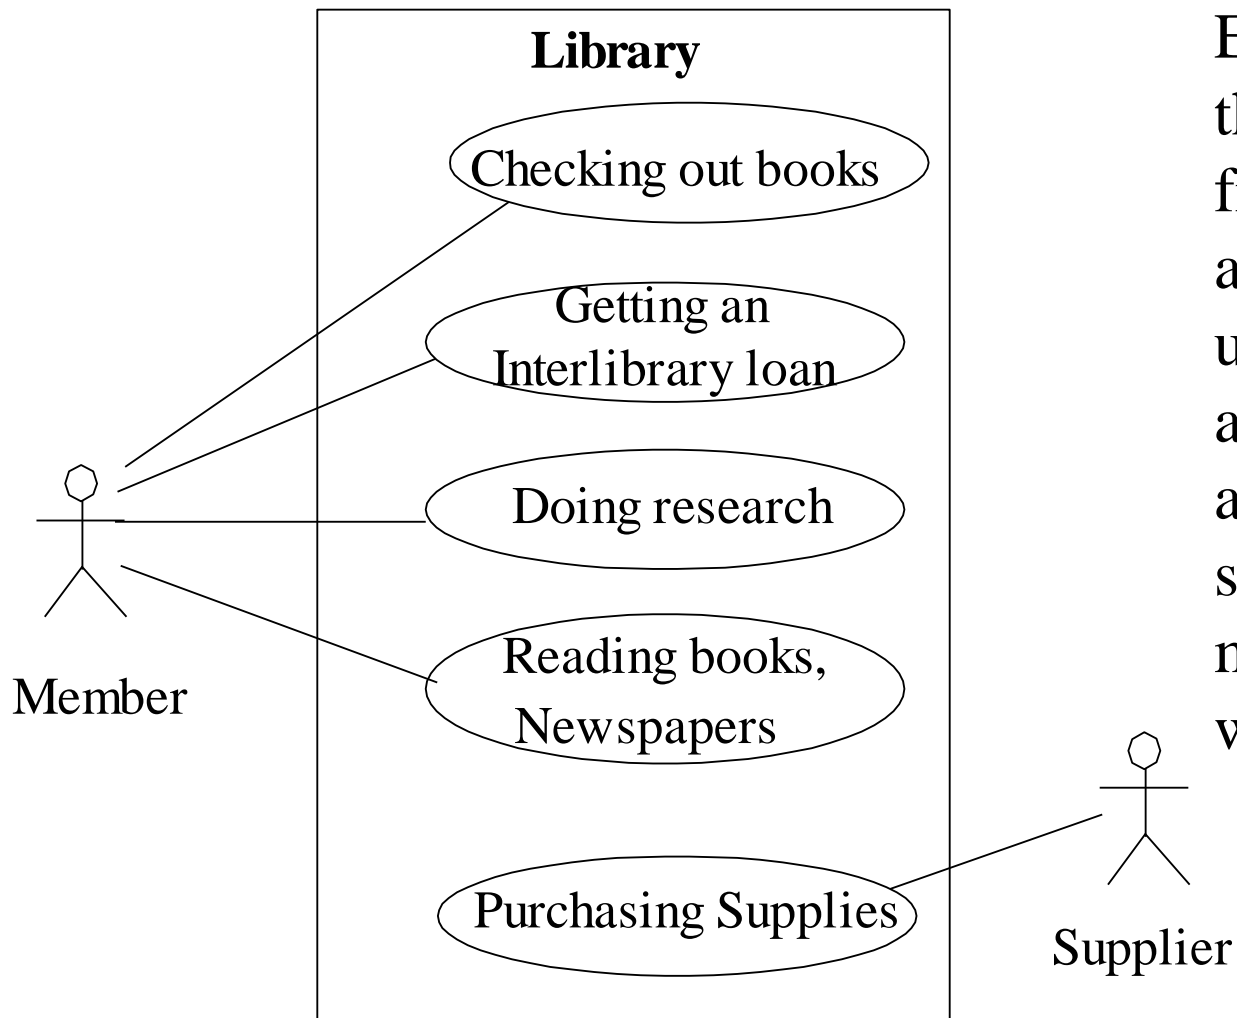 Library
Checking out books
Getting an
Interlibrary loan
Doing research
Reading books,
Newspapers
Member
Purchasing Supplies
Supplier